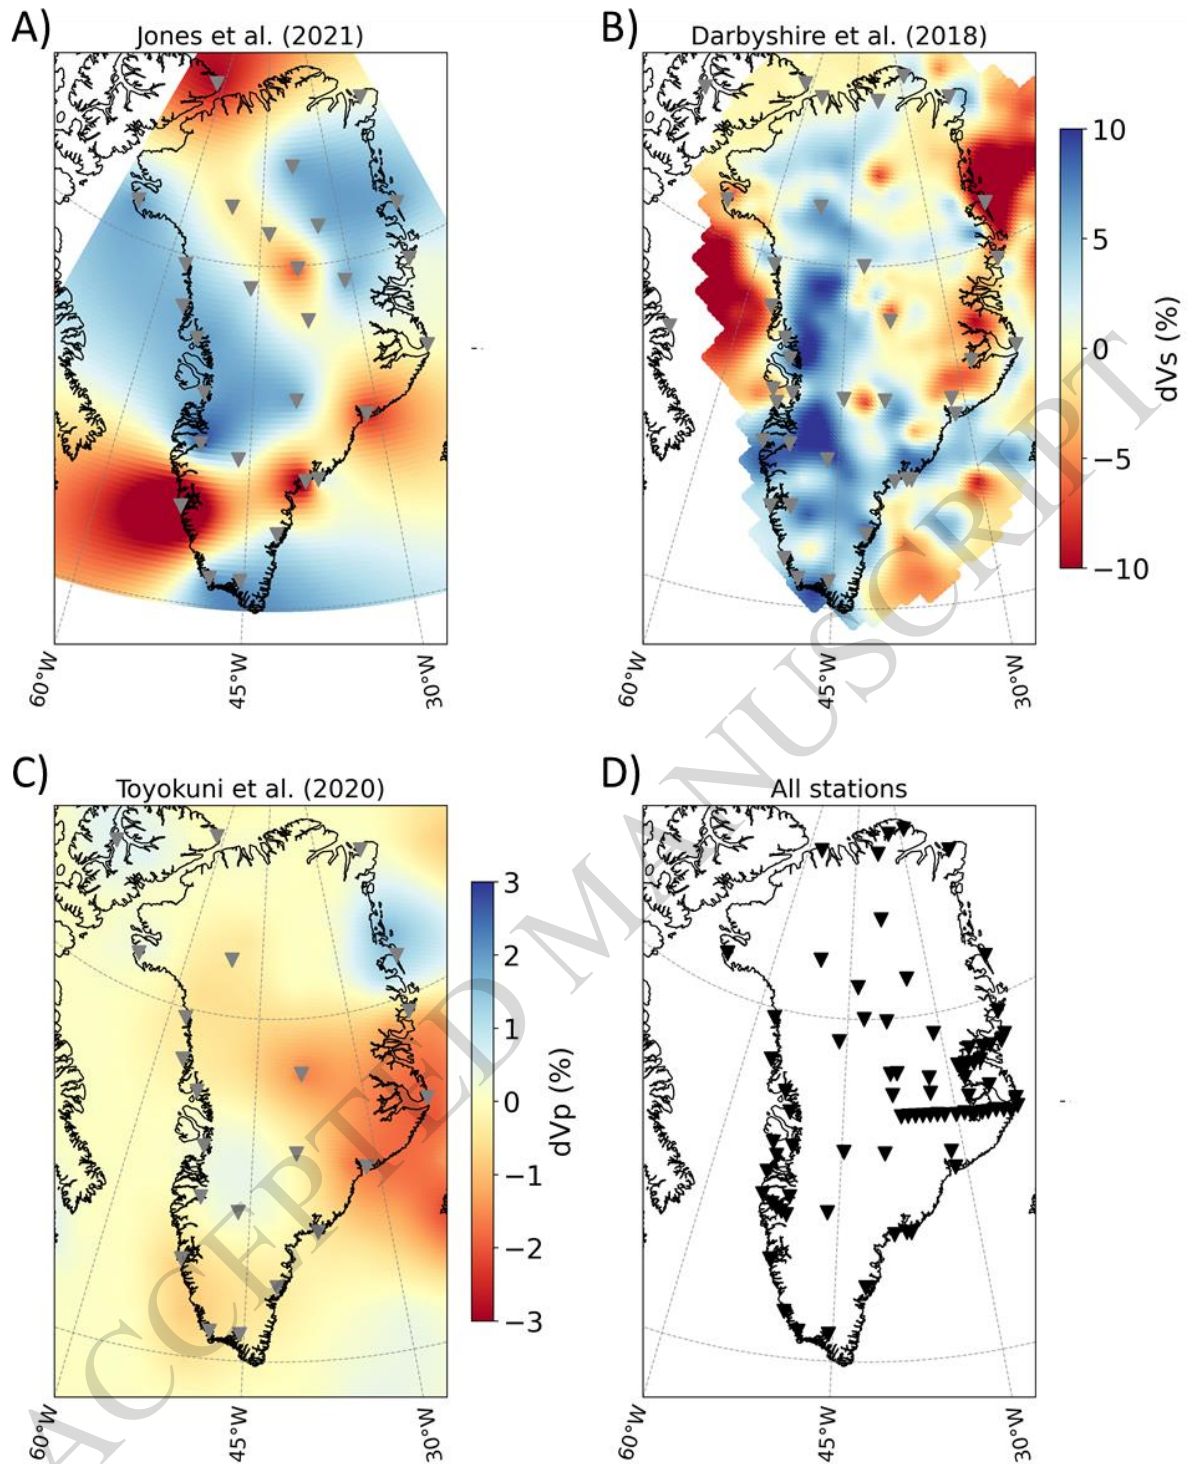 A)
Jones et al. (2021)
B)
Darbyshire et al. (2018)
10
5
0
−5
−10
dVs (%)
60°W
45°W
30°W
60°W
45°W
30°W
C)
Toyokuni et al. (2020)
D)
All stations
3
2
1
0
−1
−2
−3
dVp (%)
60°W
45°W
30°W
60°W
45°W
30°W
ACCEPTED MANUSCRIPT